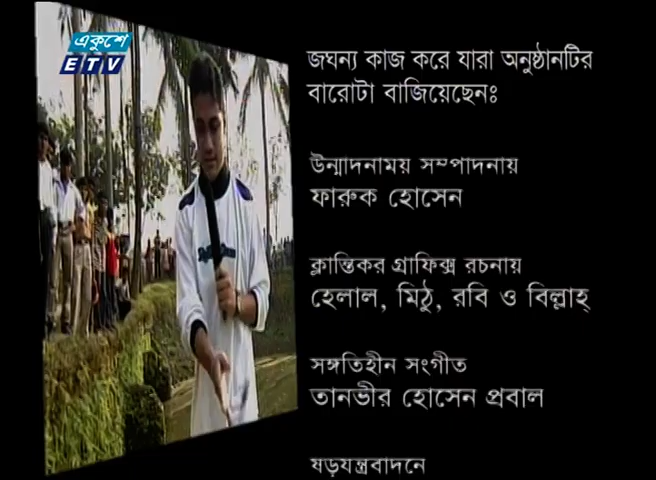 একুশে
ETV
জঘন্য কাজ করে যারা অনুষ্ঠানটির
বারোটা বাজিয়েছেনঃ
উন্মাদনাময় সম্পাদনায়
ফারুক হোসেন
ক্লান্তিকর গ্রাফিক্স রচনায়
হেলাল, মিঠু, রবি ও বিল্লাহ্
সঙ্গতিহীন সংগীত
তানভীর হোসেন প্রবাল
ষড়যন্ত্রবাদনে